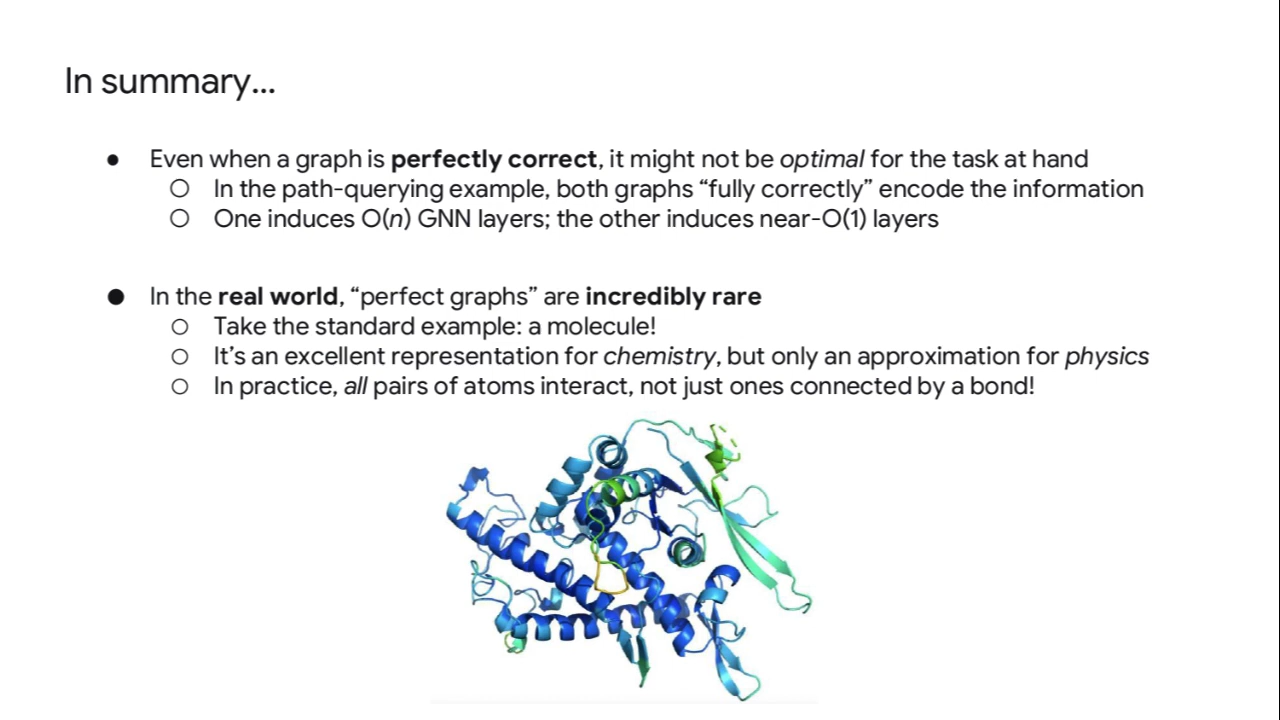 In summary...
● Even when a graph is perfectly correct, it might not be optimal for the task at hand
○ In the path-querying example, both graphs “fully correctly” encode the information
○ One induces O(n) GNN layers; the other induces near-O(1) layers
● In the real world, “perfect graphs” are incredibly rare
○ Take the standard example: a molecule!
○ It’s an excellent representation for chemistry, but only an approximation for physics
○ In practice, all pairs of atoms interact, not just ones connected by a bond!